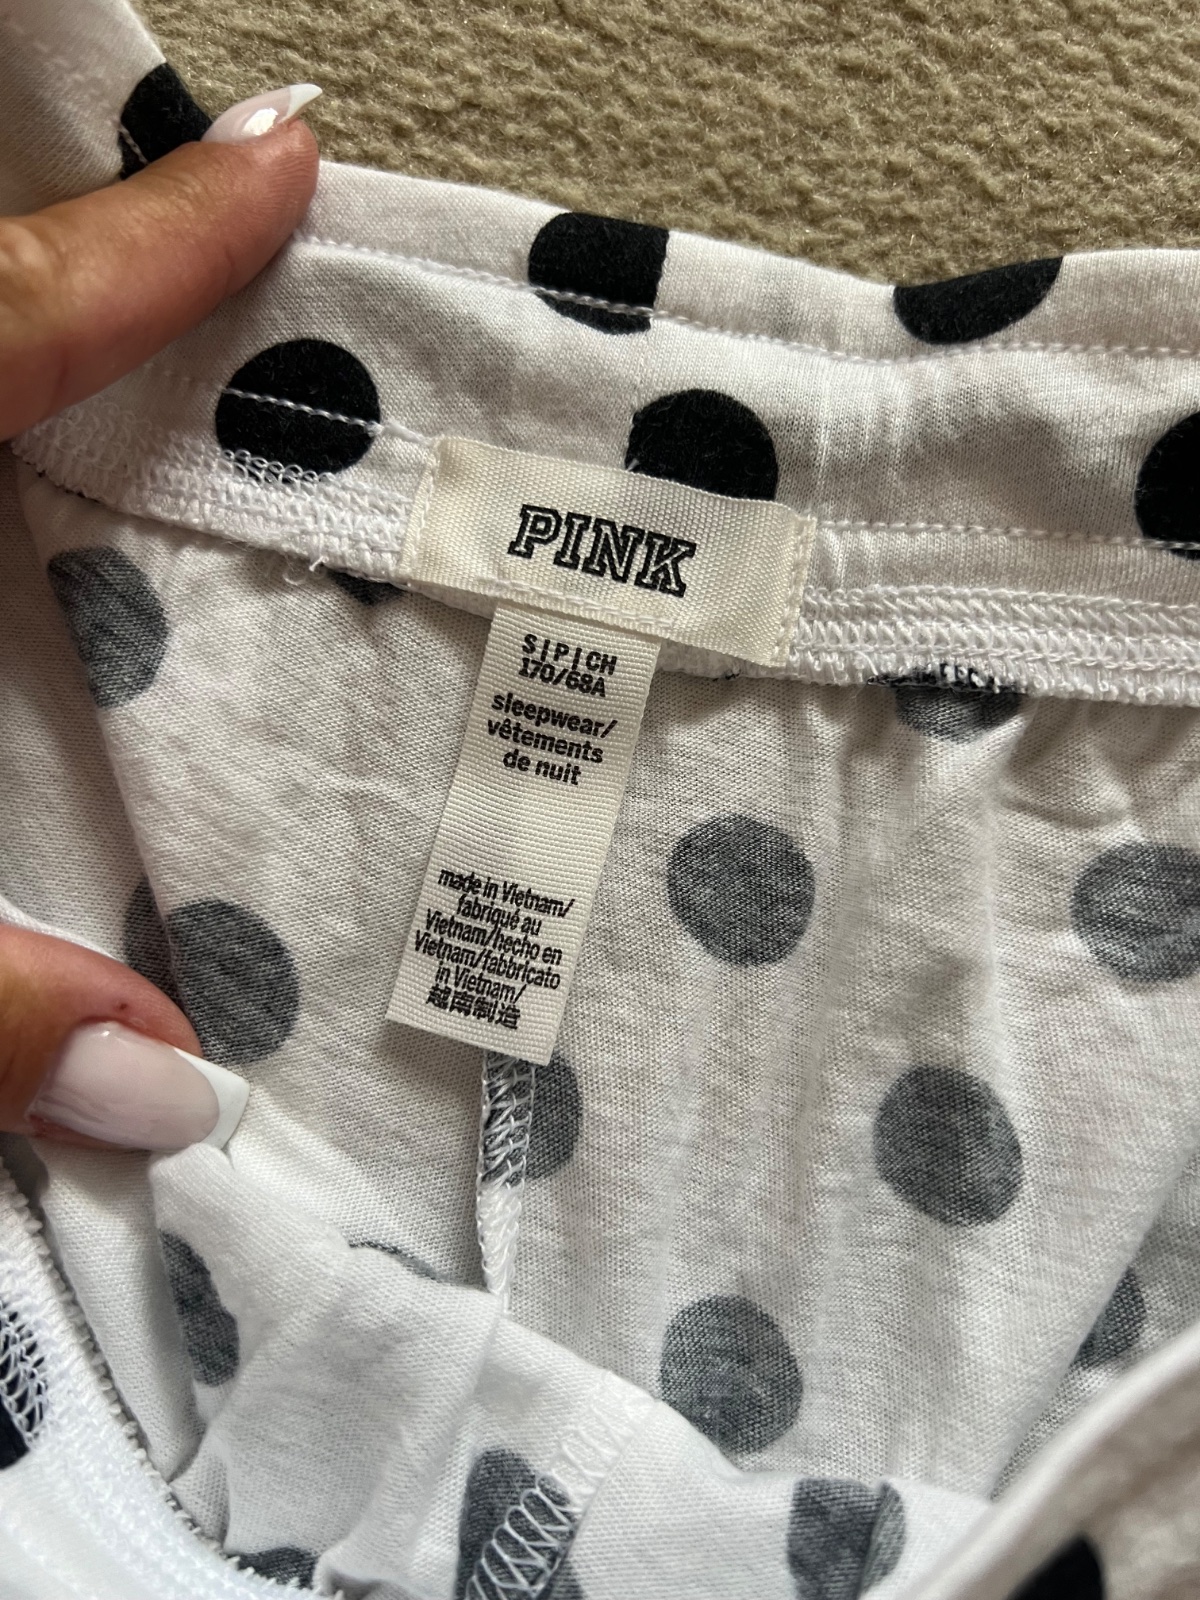 PINK
S|P|CH
170/68A
sleepwear/
vêtements
de nuit
made in Vietnam/
fabriqué au
Vietnam/hecho en
Vietnam/fabbricato
in Vietnam/
越南制造